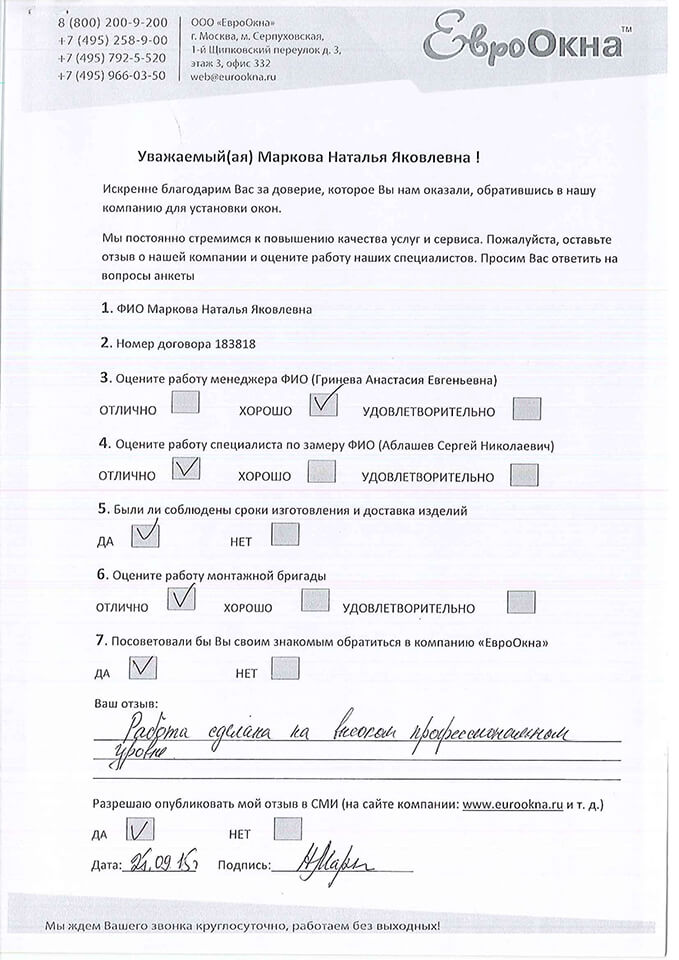 8 (800) 200-9-200
+7 (495) 258-9-00
+7 (495) 792-5-520
+7 (495) 966-03-50
ООО «ЕвроОкна»
г. Москва, м. Серпуховская,
1-й Щипковский переулок д. 3,
этаж 3, офис 332
web@eurookna.ru
ЕвроОкна™
Уважаемый(ая) Маркова Наталья Яковлевна !
Искренне благодарим Вас за доверие, которое Вы нам оказали, обратившись в нашу
компанию для установки окон.
Мы постоянно стремимся к повышению качества услуг и сервиса. Пожалуйста, оставьте
отзыв о нашей компании и оцените работу наших специалистов. Просим Вас ответить на
вопросы анкеты
1. ФИО Маркова Наталья Яковлевна
2. Номер договора 183818
3. Оцените работу менеджера ФИО (Гринева Анастасия Евгеньевна)
ОТЛИЧНО ХОРОШО УДОВЛЕТВОРИТЕЛЬНО
4. Оцените работу специалиста по замеру ФИО (Аблашев Сергей Николаевич)
ОТЛИЧНО ХОРОШО УДОВЛЕТВОРИТЕЛЬНО
5. Были ли соблюдены сроки изготовления и доставка изделий
ДА НЕТ
6. Оцените работу монтажной бригады
ОТЛИЧНО ХОРОШО УДОВЛЕТВОРИТЕЛЬНО
7. Посоветовали бы Вы своим знакомым обратиться в компанию «ЕвроОкна»
ДА НЕТ
Ваш отзыв:
Работа сделана на высоком профессиональном
уровне.
Разрешаю опубликовать мой отзыв в СМИ (на сайте компании: www.eurookna.ru и т. д.)
ДА НЕТ
Дата: Подпись:
Мы ждем Вашего звонка круглосуточно, работаем без выходных!